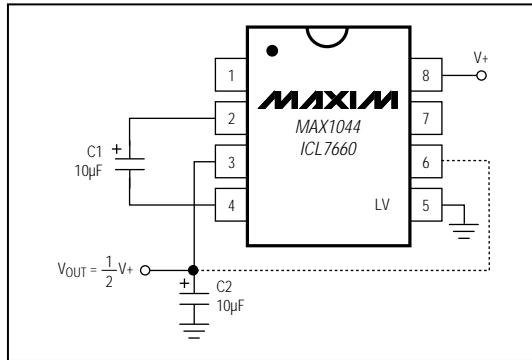 1
2
3
4
8
7
6
5
MAXIM
MAX1044
ICL7660
LV
V+
C1
+
10µF
VOUT = 1/2 V+
+
C2
10µF